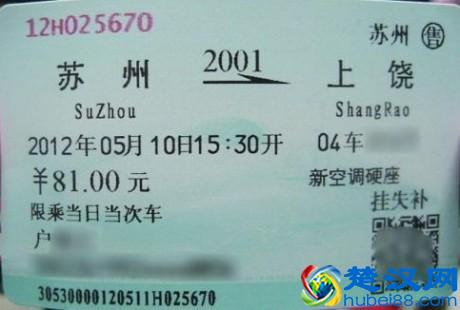 12H025670 苏州 售
苏州 2001 上饶
SuZhou ShangRao
2012年05月10日15:30开 04车
￥81.00元 新空调硬座
限乘当日当次车 挂失补
户
30530000120511H025670
楚汉网
hubei88.com